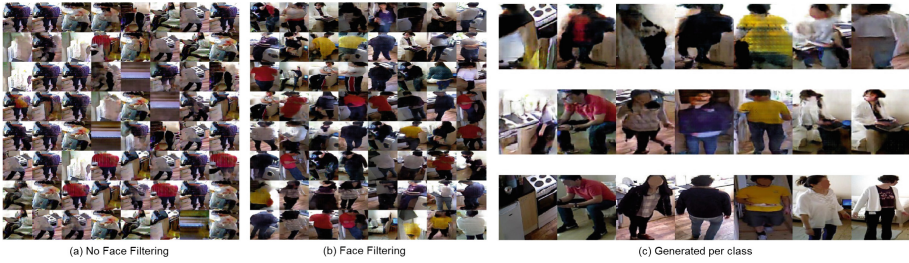 (a) No Face Filtering
(b) Face Filtering
(c) Generated per class